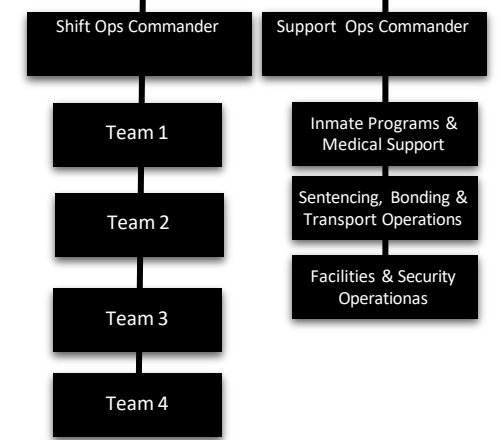 Shift Ops Commander
Support Ops Commander
Team 1
Team 2
Team 3
Team 4
Inmate Programs &
Medical Support
Sentencing, Bonding &
Transport Operations
Facilities & Security
Operationas